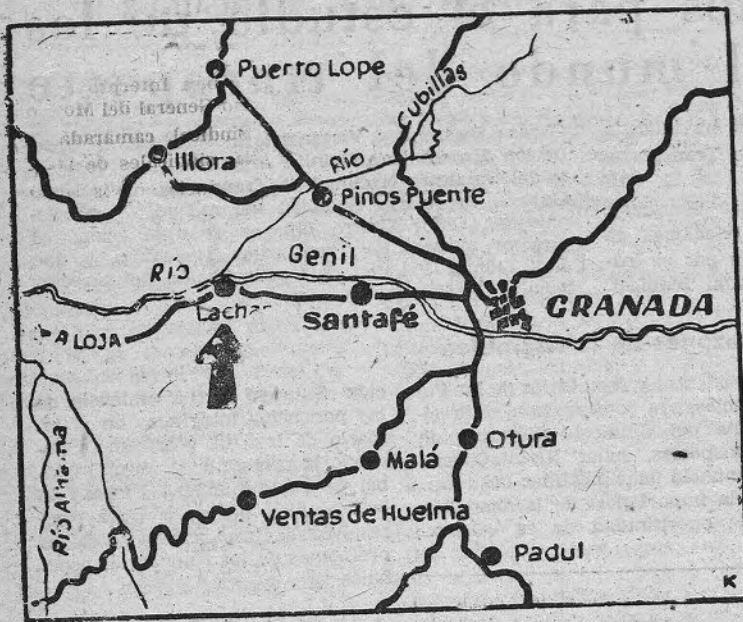 Puerto Lope
Cubillas
Illora
Río
Pinos Puente
Río
Genil
GRANADA
Lachar
Santafé
A LOJA
Otura
Malá
Río Alhama
Ventas de Huelma
Padul
K